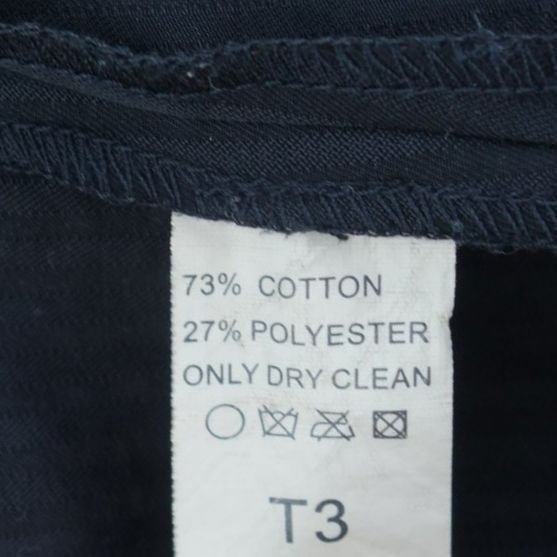 73% COTTON
27% POLYESTER
ONLY DRY CLEAN
T3